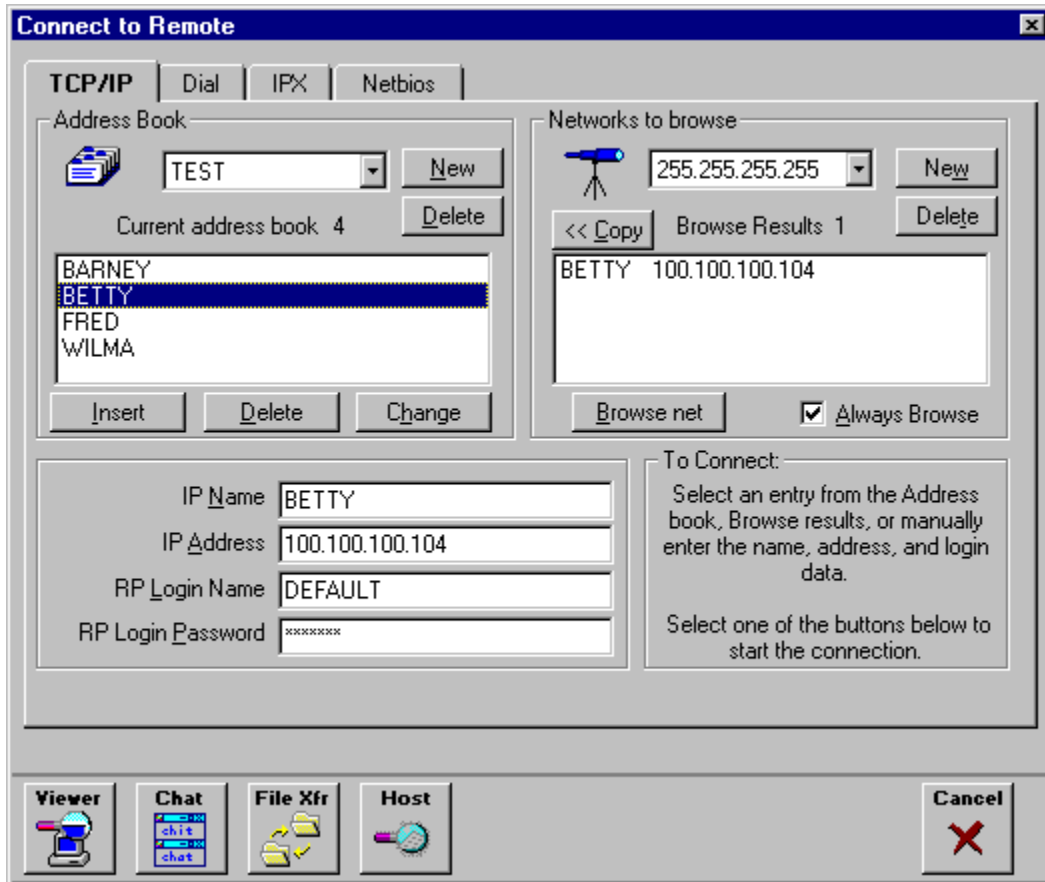 Connect to Remote
TCP/IP
Dial
IPX
Netbios
Address Book
TEST
New
Delete
Current address book 4
BARNEY
BETTY
FRED
WILMA
Insert
Delete
Change
Networks to browse
255.255.255.255
New
Delete
<< Copy
Browse Results 1
BETTY 100.100.100.104
Browse net
Always Browse
IP Name BETTY
IP Address 100.100.100.104
RP Login Name DEFAULT
RP Login Password *******
To Connect:
Select an entry from the Address
book, Browse results, or manually
enter the name, address, and login
data.
Select one of the buttons below to
start the connection.
Viewer
Chat
chit
chat
File Xfr
Host
Cancel